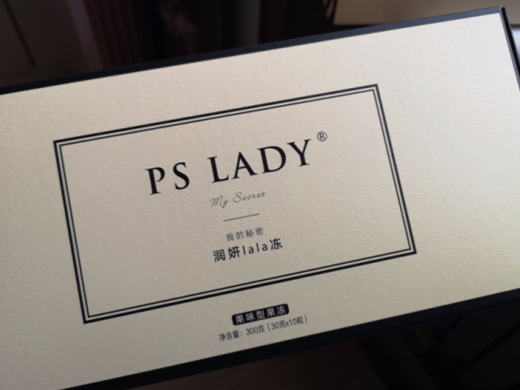 PS LADY®
My Secret
我的秘密
润妍lala冻
果味型果冻
净含量：300克（30克x10粒）